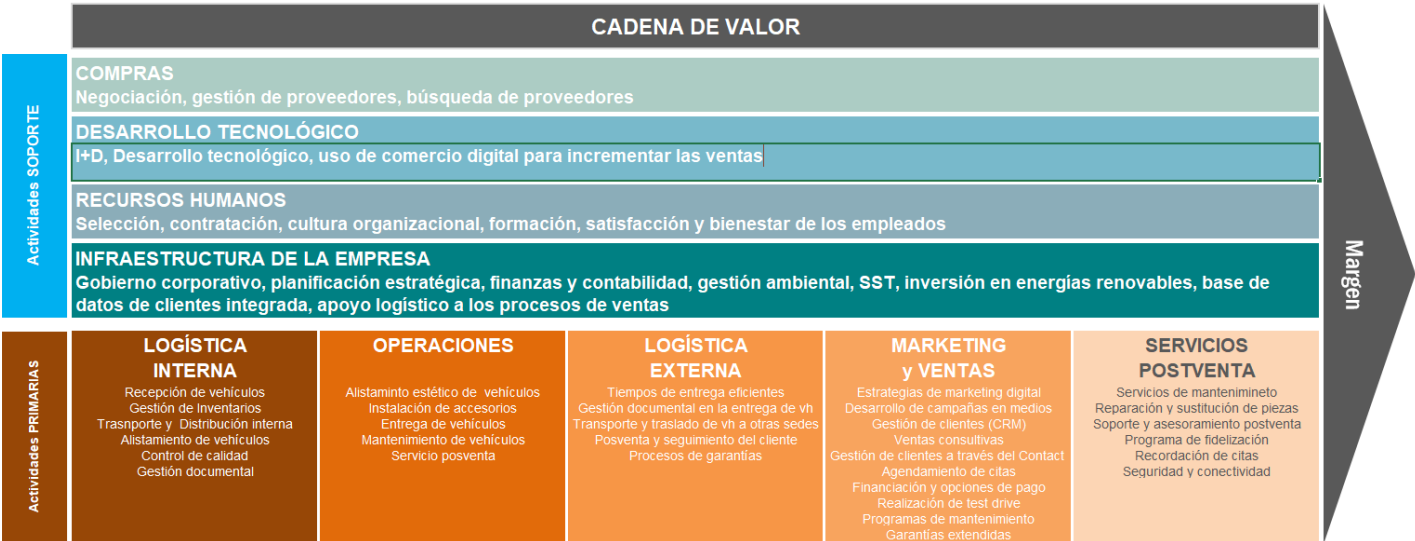 CADENA DE VALOR
Actividades SOPORTE
COMPRAS
Negociación, gestión de proveedores, búsqueda de proveedores
DESARROLLO TECNOLÓGICO
I+D, Desarrollo tecnológico, uso de comercio digital para incrementar las ventas
RECURSOS HUMANOS
Selección, contratación, cultura organizacional, formación, satisfacción y bienestar de los empleados
INFRAESTRUCTURA DE LA EMPRESA
Gobierno corporativo, planificación estratégica, finanzas y contabilidad, gestión ambiental, SST, inversión en energías renovables, base de
datos de clientes integrada, apoyo logístico a los procesos de ventas
Actividades PRIMARIAS
LOGÍSTICA
INTERNA
Recepción de vehículos
Gestión de Inventarios
Trasnporte y Distribución interna
Alistamiento de vehículos
Control de calidad
Gestión documental
OPERACIONES
Alistaminto estético de vehículos
Instalación de accesorios
Entrega de vehículos
Mantenimiento de vehículos
Servicio posventa
LOGÍSTICA
EXTERNA
Tiempos de entrega eficientes
Gestión documental en la entrega de vh
Transporte y traslado de vh a otras sedes
Posventa y seguimiento del cliente
Procesos de garantías
MARKETING
y VENTAS
Estrategias de marketing digital
Desarrollo de campañas en medios
Gestión de clientes (CRM)
Ventas consultivas
Gestión de clientes a través del Contact
Agendamiento de citas
Financiación y opciones de pago
Realización de test drive
Programas de mantenimiento
Garantías extendidas
SERVICIOS
POSTVENTA
Servicios de mantenimineto
Reparación y sustitución de piezas
Soporte y asesoramiento postventa
Programa de fidelización
Recordación de citas
Seguridad y conectividad
Margen